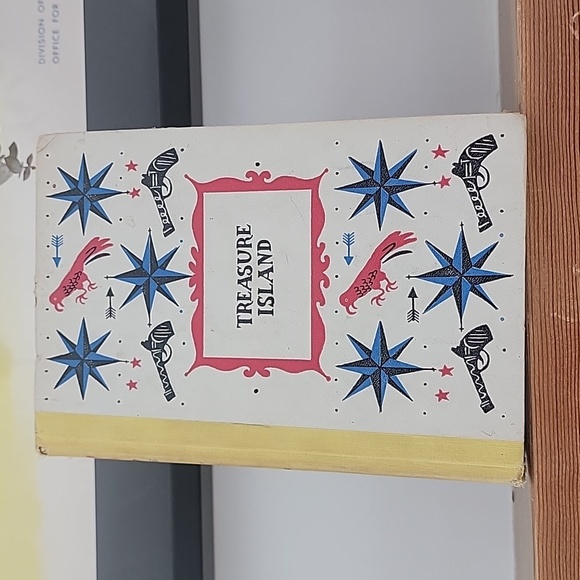 TREASURE
ISLAND
DIVISION OF
OFFICE FOR